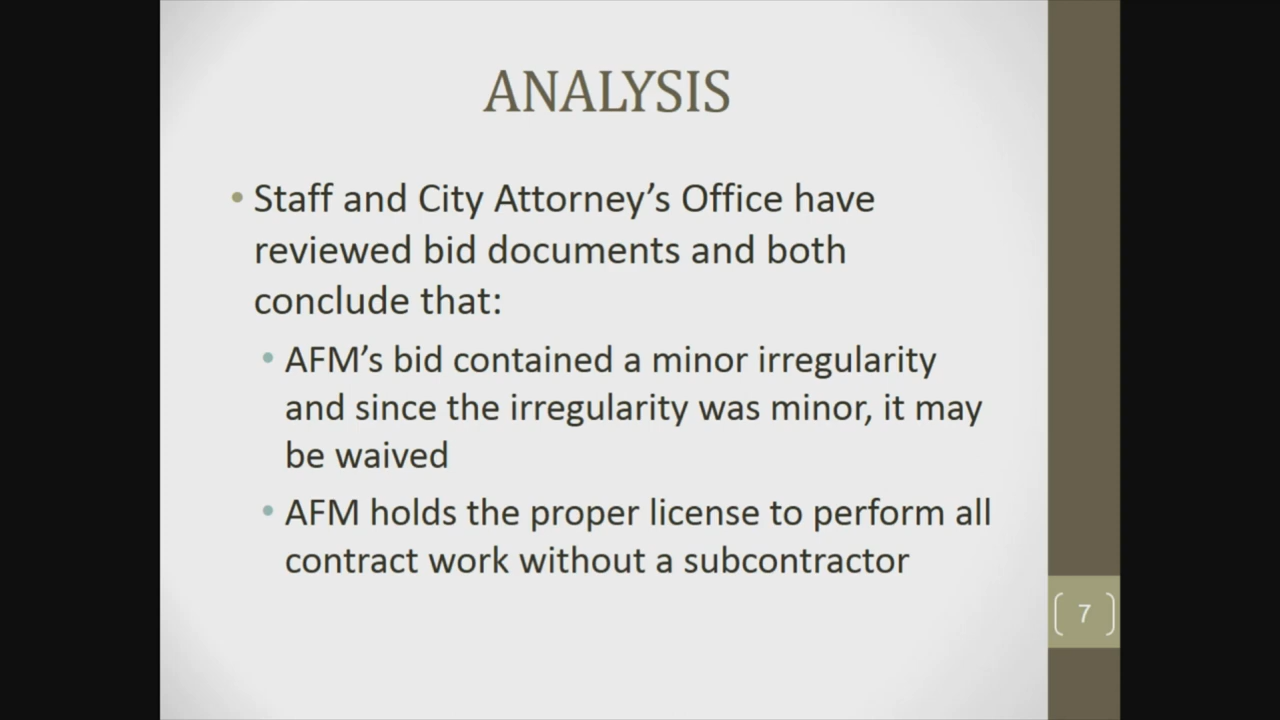 ANALYSIS
• Staff and City Attorney’s Office have
reviewed bid documents and both
conclude that:
• AFM’s bid contained a minor irregularity
and since the irregularity was minor, it may
be waived
• AFM holds the proper license to perform all
contract work without a subcontractor
7